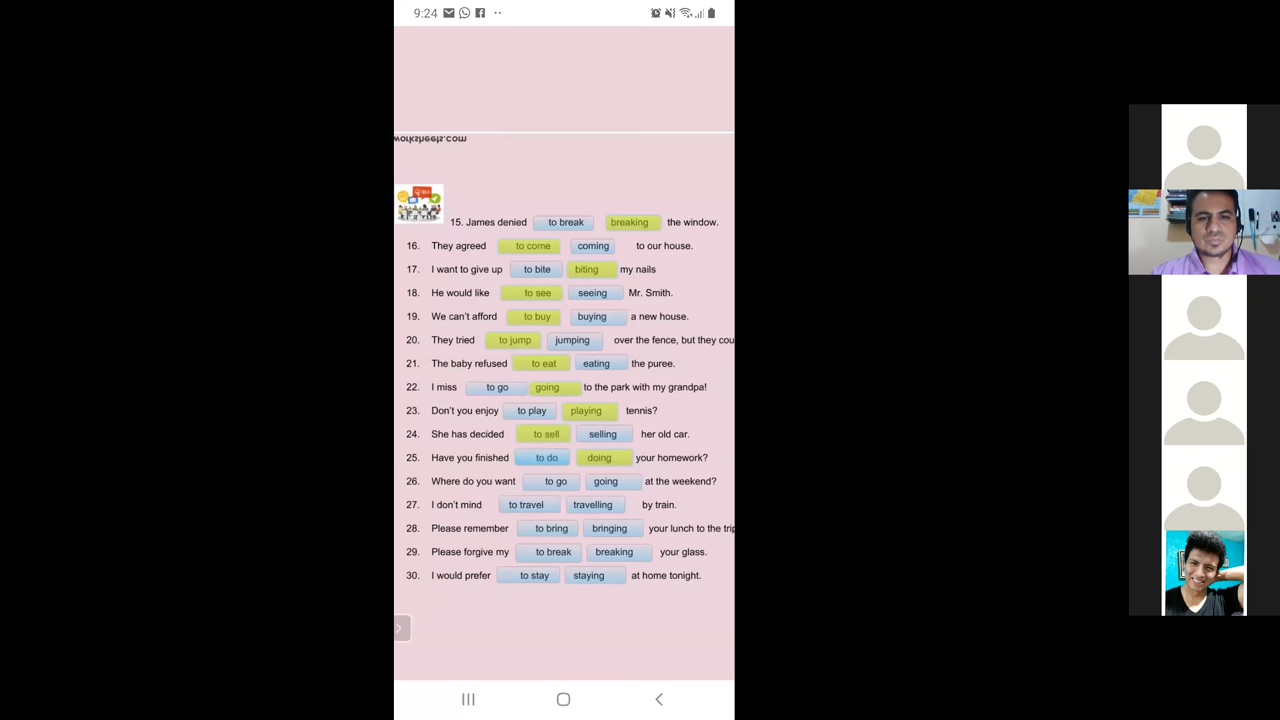 9:24
worksheets.com
15. James denied to break breaking the window.
16. They agreed to come coming to our house.
17. I want to give up to bite biting my nails
18. He would like to see seeing Mr. Smith.
19. We can't afford to buy buying a new house.
20. They tried to jump jumping over the fence, but they cou
21. The baby refused to eat eating the puree.
22. I miss to go going to the park with my grandpa!
23. Don't you enjoy to play playing tennis?
24. She has decided to sell selling her old car.
25. Have you finished to do doing your homework?
26. Where do you want to go going at the weekend?
27. I don't mind to travel travelling by train.
28. Please remember to bring bringing your lunch to the trip
29. Please forgive my to break breaking your glass.
30. I would prefer to stay staying at home tonight.